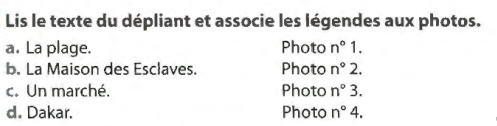 Lis le texte du dépliant et associe les légendes aux photos.
a. La plage. Photo n° 1.
b. La Maison des Esclaves. Photo n° 2.
c. Un marché. Photo n° 3.
d. Dakar. Photo n° 4.